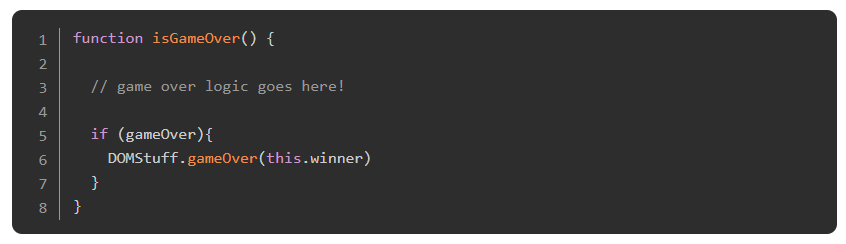 1 function isGameOver() {
2
3 // game over logic goes here!
4
5 if (gameOver){
6 DOMStuff.gameOver(this.winner)
7 }
8 }